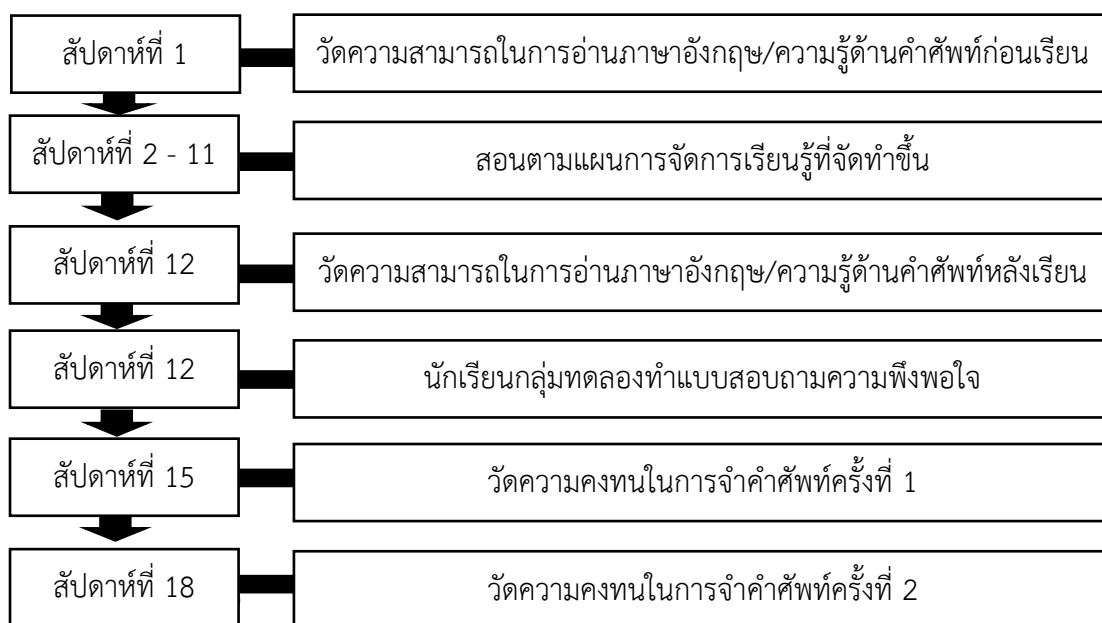 สัปดาห์ที่ 1
วัดความสามารถในการอ่านภาษาอังกฤษ/ความรู้ด้านคำศัพท์ก่อนเรียน
สัปดาห์ที่ 2 - 11
สอนตามแผนการจัดการเรียนรู้ที่จัดทำขึ้น
สัปดาห์ที่ 12
วัดความสามารถในการอ่านภาษาอังกฤษ/ความรู้ด้านคำศัพท์หลังเรียน
สัปดาห์ที่ 12
นักเรียนกลุ่มทดลองทำแบบสอบถามความพึงพอใจ
สัปดาห์ที่ 15
วัดความคงทนในการจำคำศัพท์ครั้งที่ 1
สัปดาห์ที่ 18
วัดความคงทนในการจำคำศัพท์ครั้งที่ 2